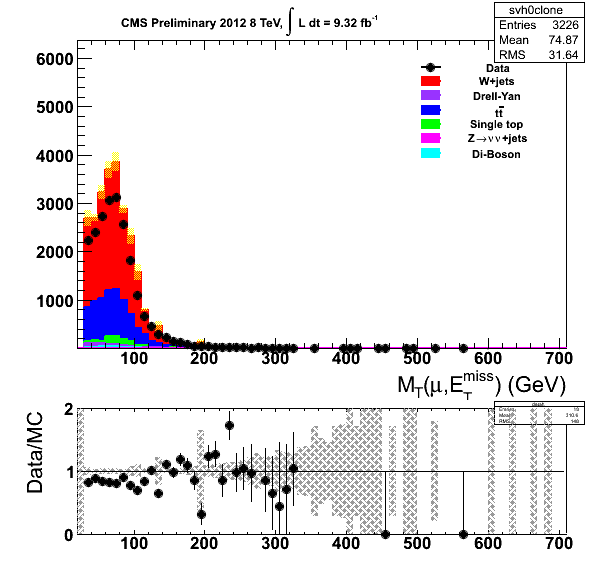 CMS Preliminary 2012 8 TeV, ∫ L dt = 9.32 fb⁻¹
svh0clone
Entries 3226
Mean 74.87
RMS 31.64
Data
W+jets
Drell-Yan
tt̅
Single top
Z→νν+jets
Di-Boson
6000
5000
4000
3000
2000
1000
100 200 300 400 500 600 700
M_T(μ,E_T^miss) (GeV)
Data/MC
2
1
0
100 200 300 400 500 600 700